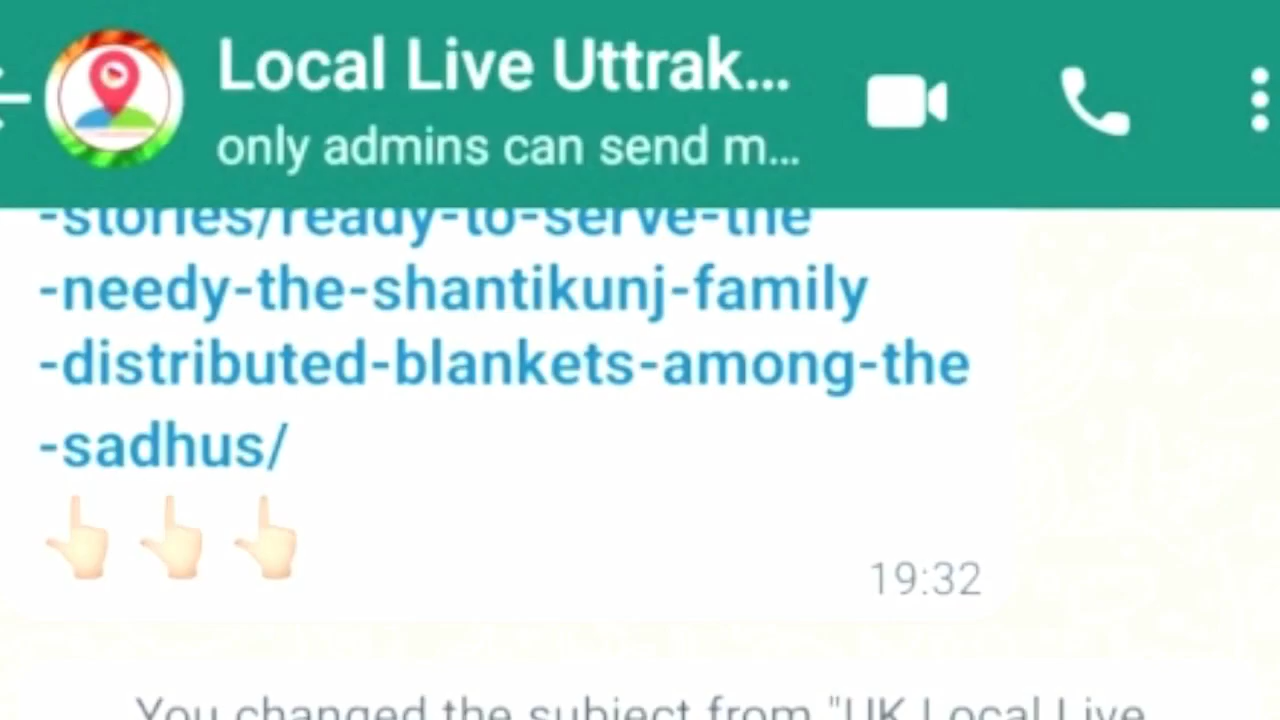 Local Live Uttrak...
only admins can send m...
-stories/ready-to-serve-the
-needy-the-shantikunj-family
-distributed-blankets-among-the
-sadhus/
👆🏻👆🏻👆🏻
19:32
You changed the subject from "UK Local Live